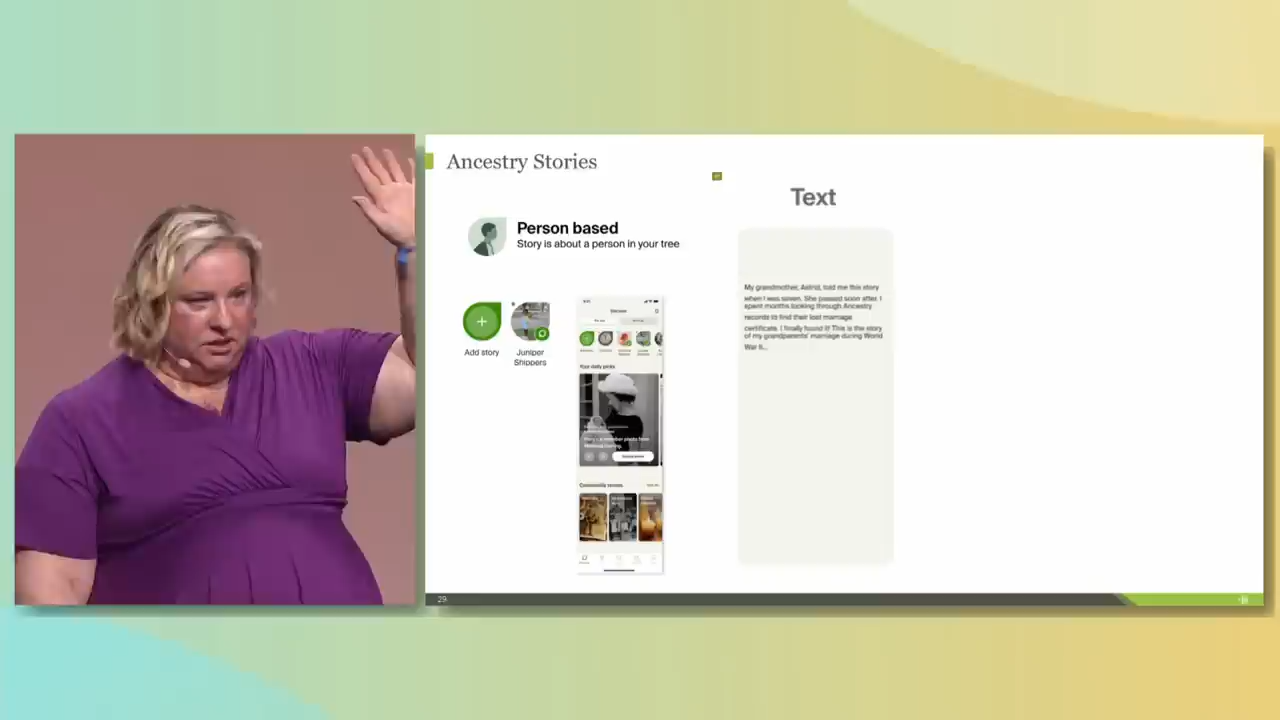 Ancestry Stories
Person based
Story is about a person in your tree
Add story
Juniper
Shippers
Discover
Your daily picks
Text
My grandmother, Astrid, told me this story
when I was seven. She passed soon after. I
spent months looking through Ancestry
records to find their lost marriage
certificate. I finally found it! This is the story
of my grandparents' marriage during World
War II...
29